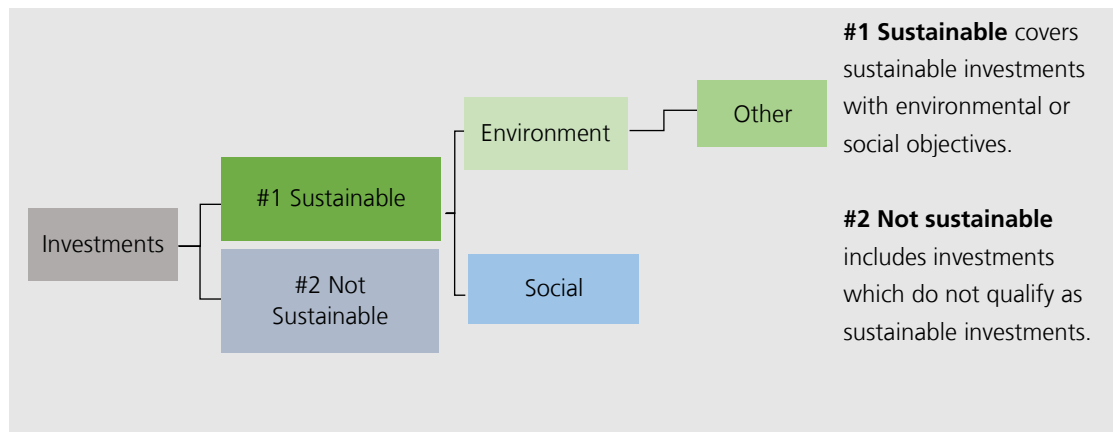 Investments
#1 Sustainable
#2 Not
Sustainable
Environment
Social
Other
#1 Sustainable covers
sustainable investments
with environmental or
social objectives.
#2 Not sustainable
includes investments
which do not qualify as
sustainable investments.